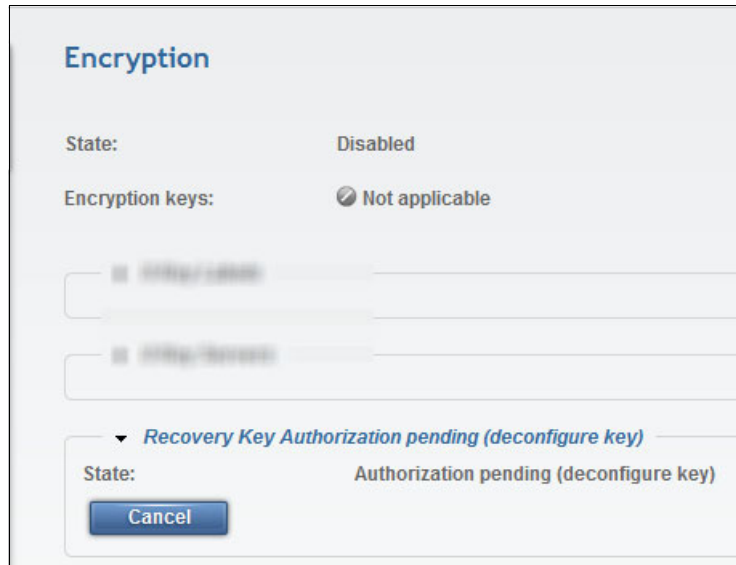 Encryption
State: Disabled
Encryption keys: Not applicable
Recovery Key Authorization pending (deconfigure key)
State: Authorization pending (deconfigure key)
Cancel